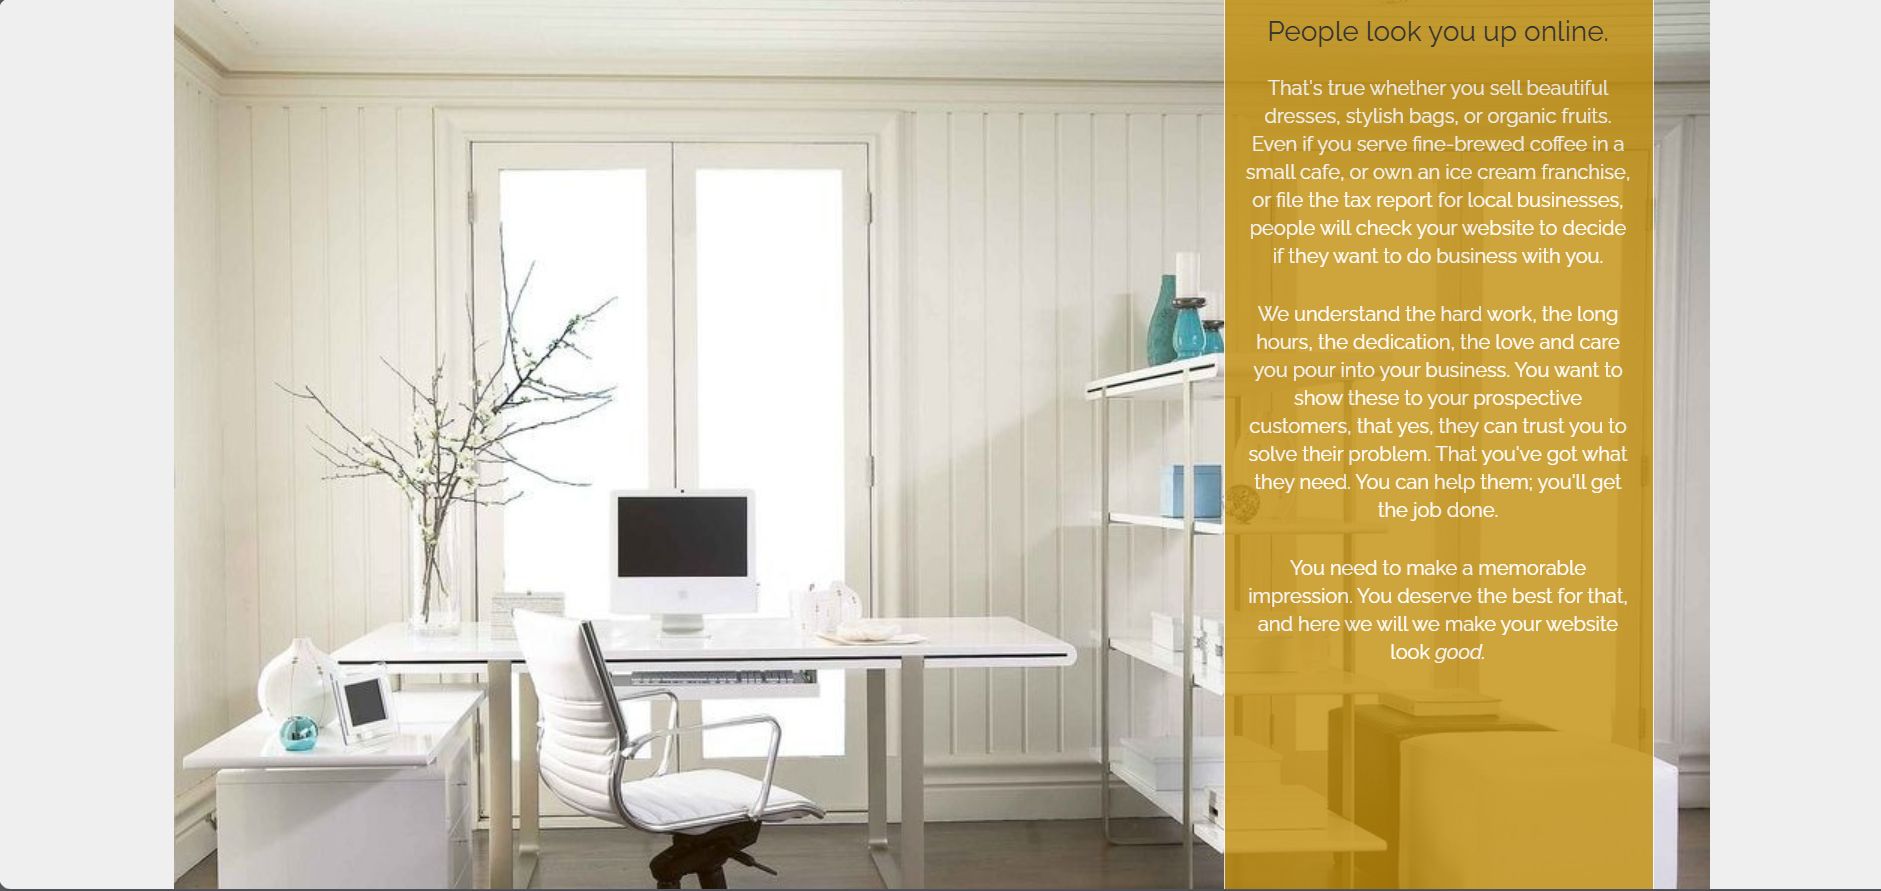 People look you up online.
That's true whether you sell beautiful
dresses, stylish bags, or organic fruits.
Even if you serve fine-brewed coffee in a
small cafe, or own an ice cream franchise,
or file the tax report for local businesses,
people will check your website to decide
if they want to do business with you.
We understand the hard work, the long
hours, the dedication, the love and care
you pour into your business. You want to
show these to your prospective
customers, that yes, they can trust you to
solve their problem. That you've got what
they need. You can help them; you'll get
the job done.
You need to make a memorable
impression. You deserve the best for that,
and here we will we make your website
look good.